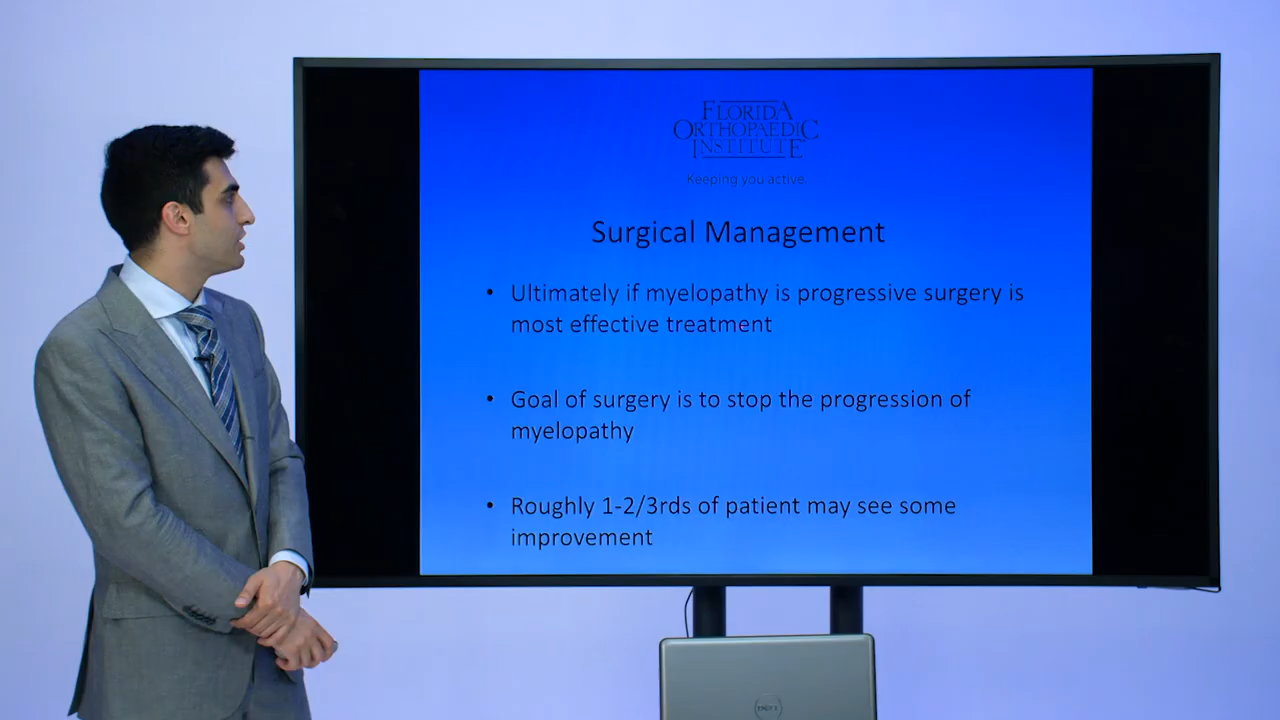 FLORIDA
ORTHOPAEDIC
INSTITUTE
Keeping you active.
Surgical Management
• Ultimately if myelopathy is progressive surgery is
most effective treatment
• Goal of surgery is to stop the progression of
myelopathy
• Roughly 1-2/3rds of patient may see some
improvement
DELL